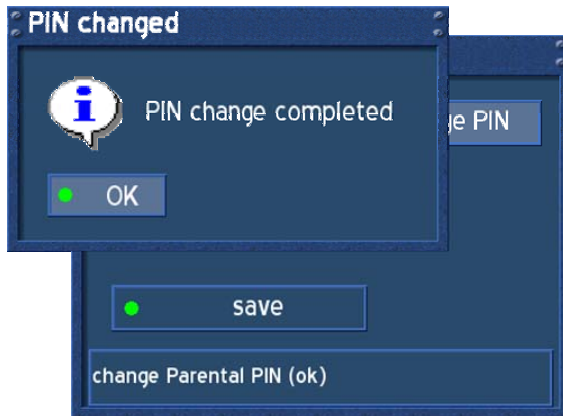 PIN changed
PIN change completed
ge PIN
OK
save
change Parental PIN (ok)